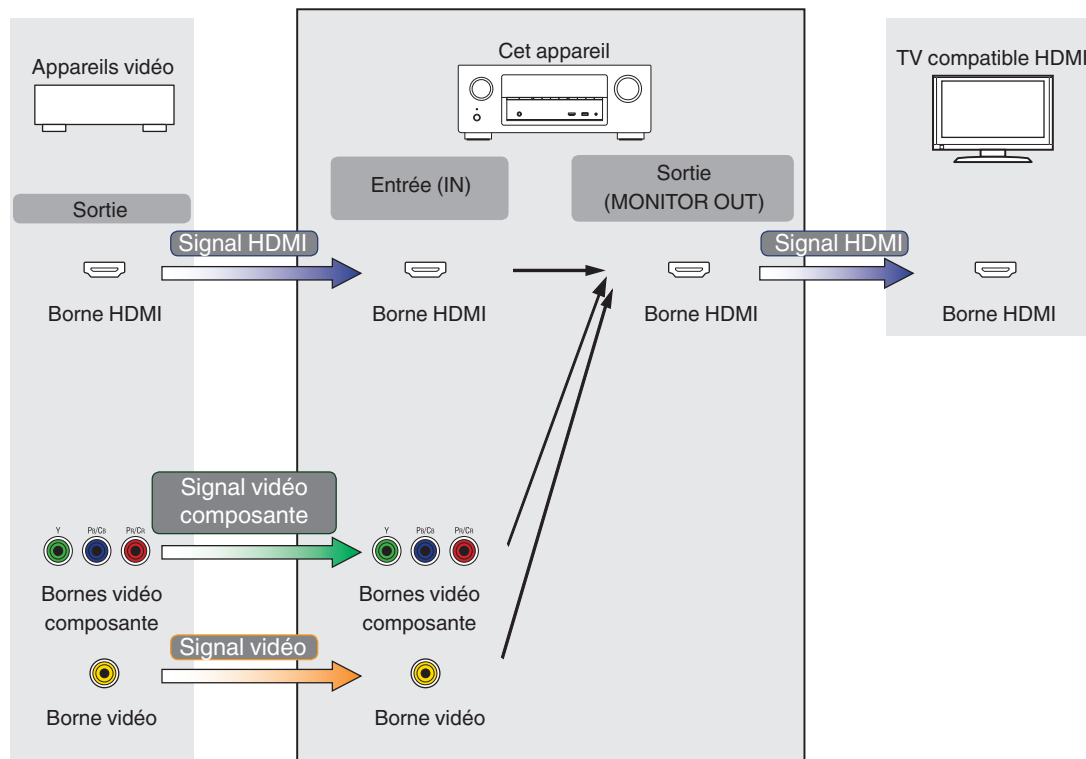 Appareils vidéo
Cet appareil
TV compatible HDMI
Sortie
Entrée (IN)
Sortie
(MONITOR OUT)
Signal HDMI
Signal HDMI
Borne HDMI
Borne HDMI
Borne HDMI
Borne HDMI
Signal vidéo
composante
Y PB/CB PR/CR
Y PB/CB PR/CR
Bornes vidéo
composante
Bornes vidéo
composante
Signal vidéo
Borne vidéo
Borne vidéo